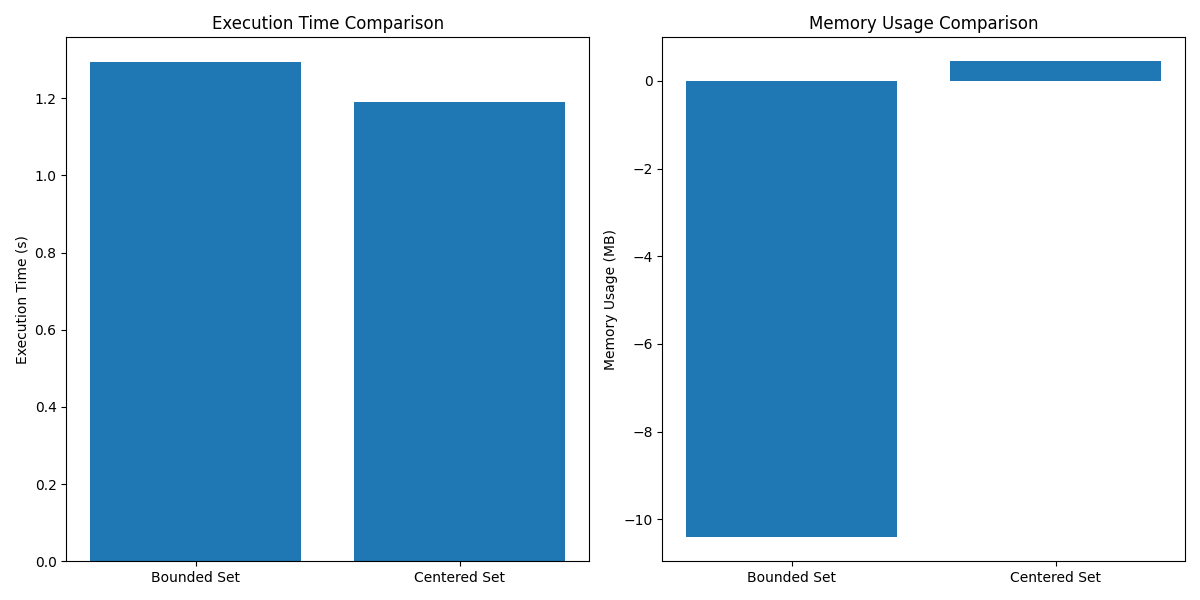 Execution Time Comparison
Execution Time (s)
1.2
1.0
0.8
0.6
0.4
0.2
0.0
Bounded Set
Centered Set
Memory Usage Comparison
Memory Usage (MB)
0
−2
−4
−6
−8
−10
Bounded Set
Centered Set